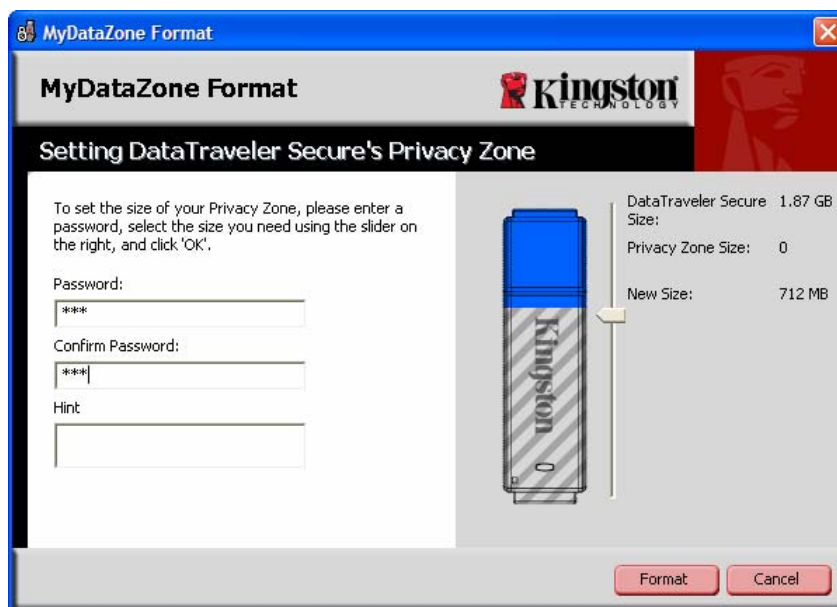 MyDataZone Format
MyDataZone Format
Kingston
TECHNOLOGY
Setting DataTraveler Secure's Privacy Zone
To set the size of your Privacy Zone, please enter a
password, select the size you need using the slider on
the right, and click 'OK'.
Password:
***
Confirm Password:
***
Hint
Kingston
DataTraveler Secure 1.87 GB
Size:
Privacy Zone Size: 0
New Size: 712 MB
Format
Cancel